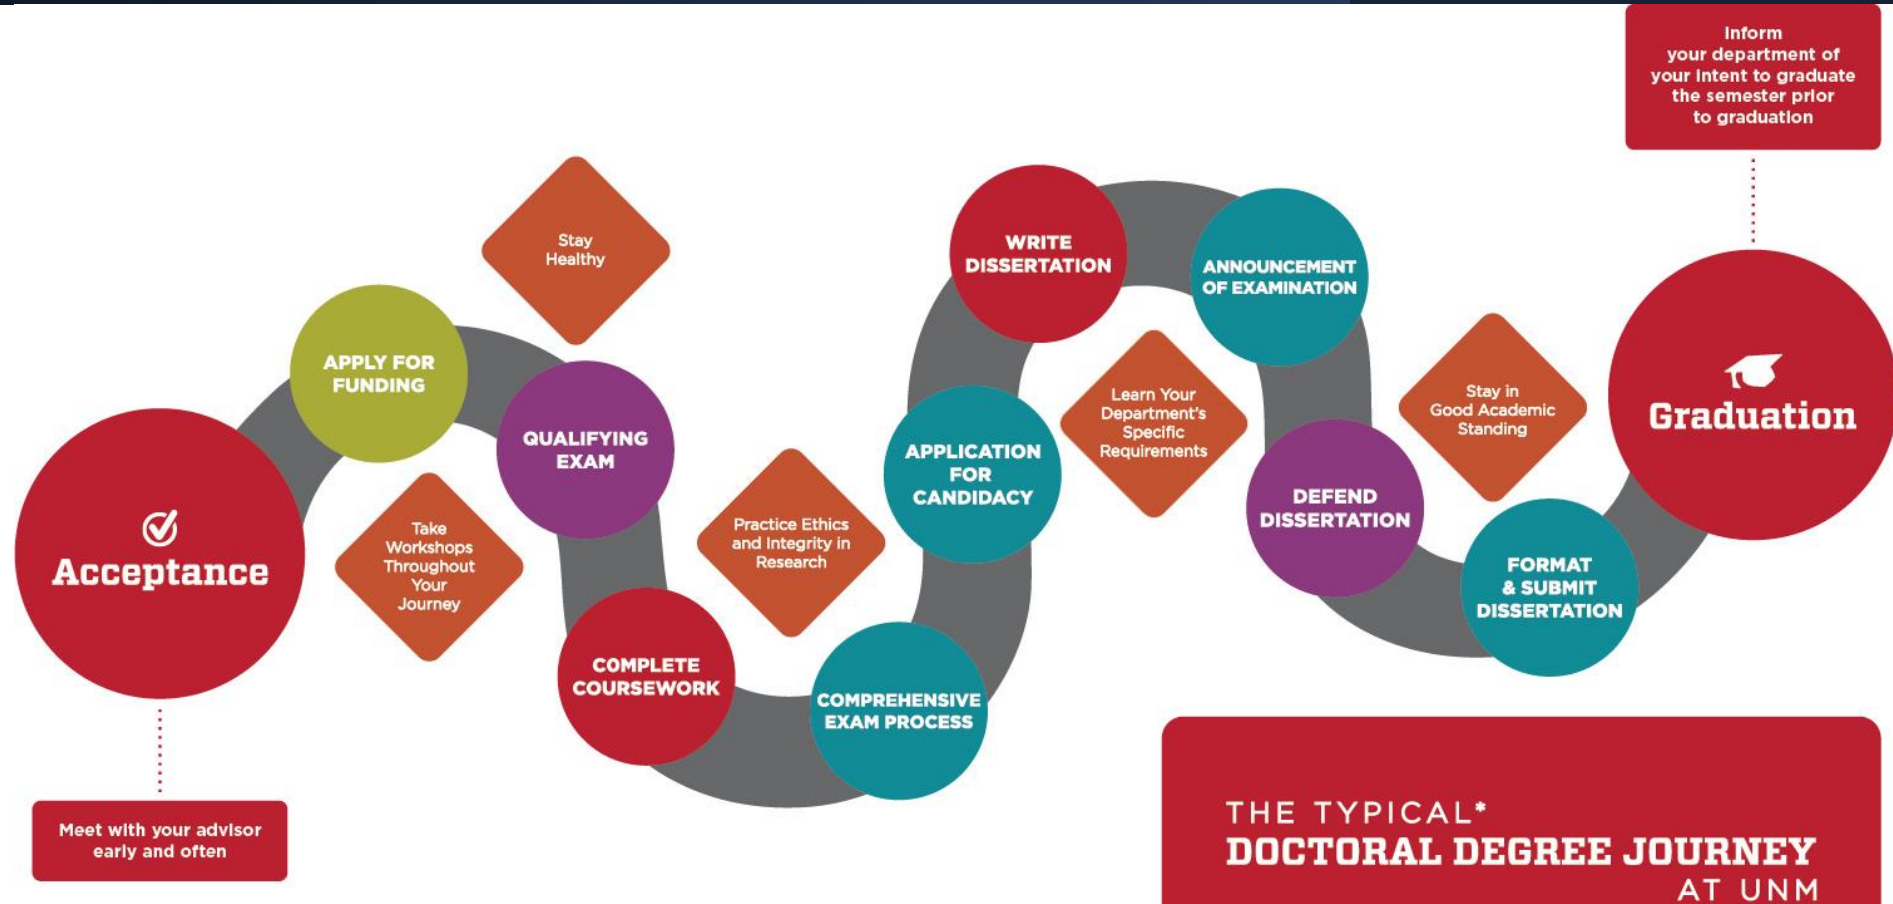 Inform
your department of
your intent to graduate
the semester prior
to graduation
Stay
Healthy
WRITE
DISSERTATION
ANNOUNCEMENT
OF EXAMINATION
APPLY FOR
FUNDING
QUALIFYING
EXAM
Learn Your
Department's
Specific
Requirements
Stay in
Good Academic
Standing
Graduation
Acceptance
Take
Workshops
Throughout
Your
Journey
Practice Ethics
and Integrity in
Research
APPLICATION
FOR
CANDIDACY
DEFEND
DISSERTATION
FORMAT
& SUBMIT
DISSERTATION
COMPLETE
COURSEWORK
COMPREHENSIVE
EXAM PROCESS
Meet with your advisor
early and often
THE TYPICAL*
DOCTORAL DEGREE JOURNEY
AT UNM